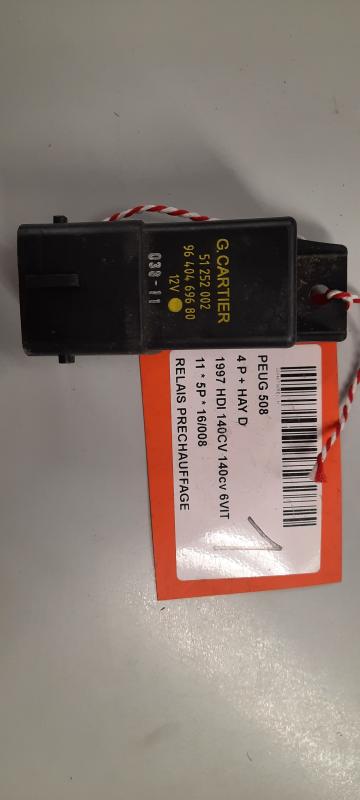 G.CARTIER
51 252 002
96 404 696 80
12V
038-11
PEUG 508
4 P + HAY D
1997 HDI 140CV 140cv 6VIT
11 * 5P * 16/008
RELAIS PRECHAUFFAGE